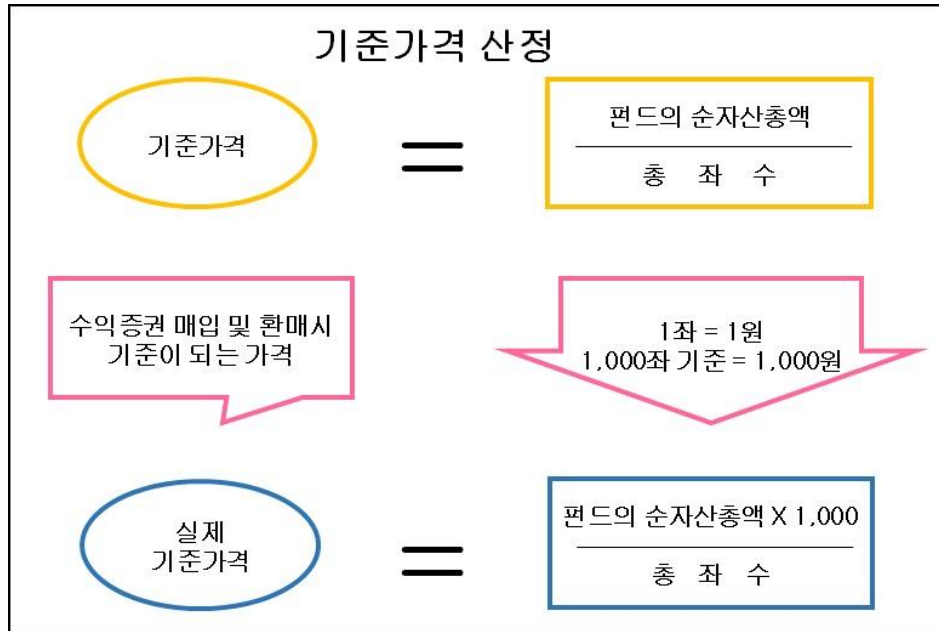 기준가격 산정
기준가격
=
펀드의 순자산총액
총 좌 수
수익증권 매입 및 환매시
기준이 되는 가격
1좌 = 1원
1,000좌 기준 = 1,000원
실제
기준가격
=
펀드의 순자산총액 X 1,000
총 좌 수